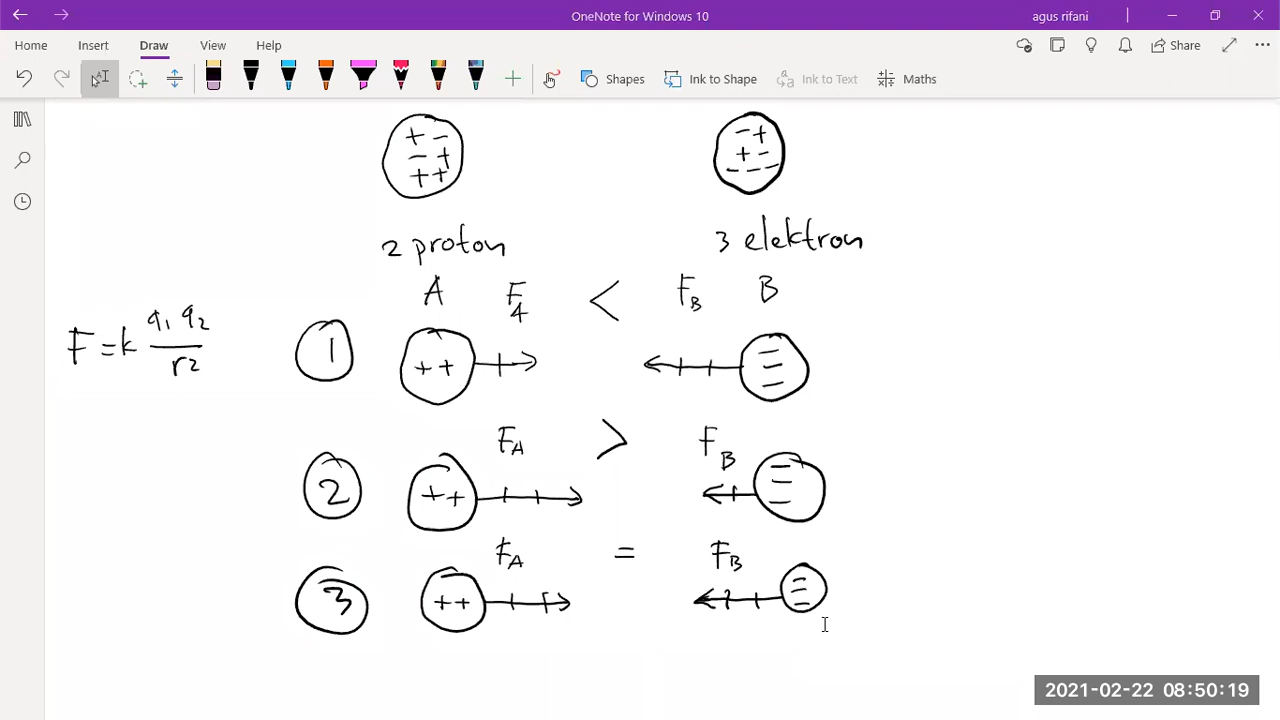 OneNote for Windows 10
agus rifani
Home Insert Draw View Help
Share
Shapes Ink to Shape Ink to Text Maths
+ -
- +
+ +
- +
+ -
- - -
2 proton
3 elektron
A F4 < FB B
F = k q1 q2 / r2
1
+ +
FA > FB
2
+ +
FA = FB
3
+ +
2021-02-22 08:50:19